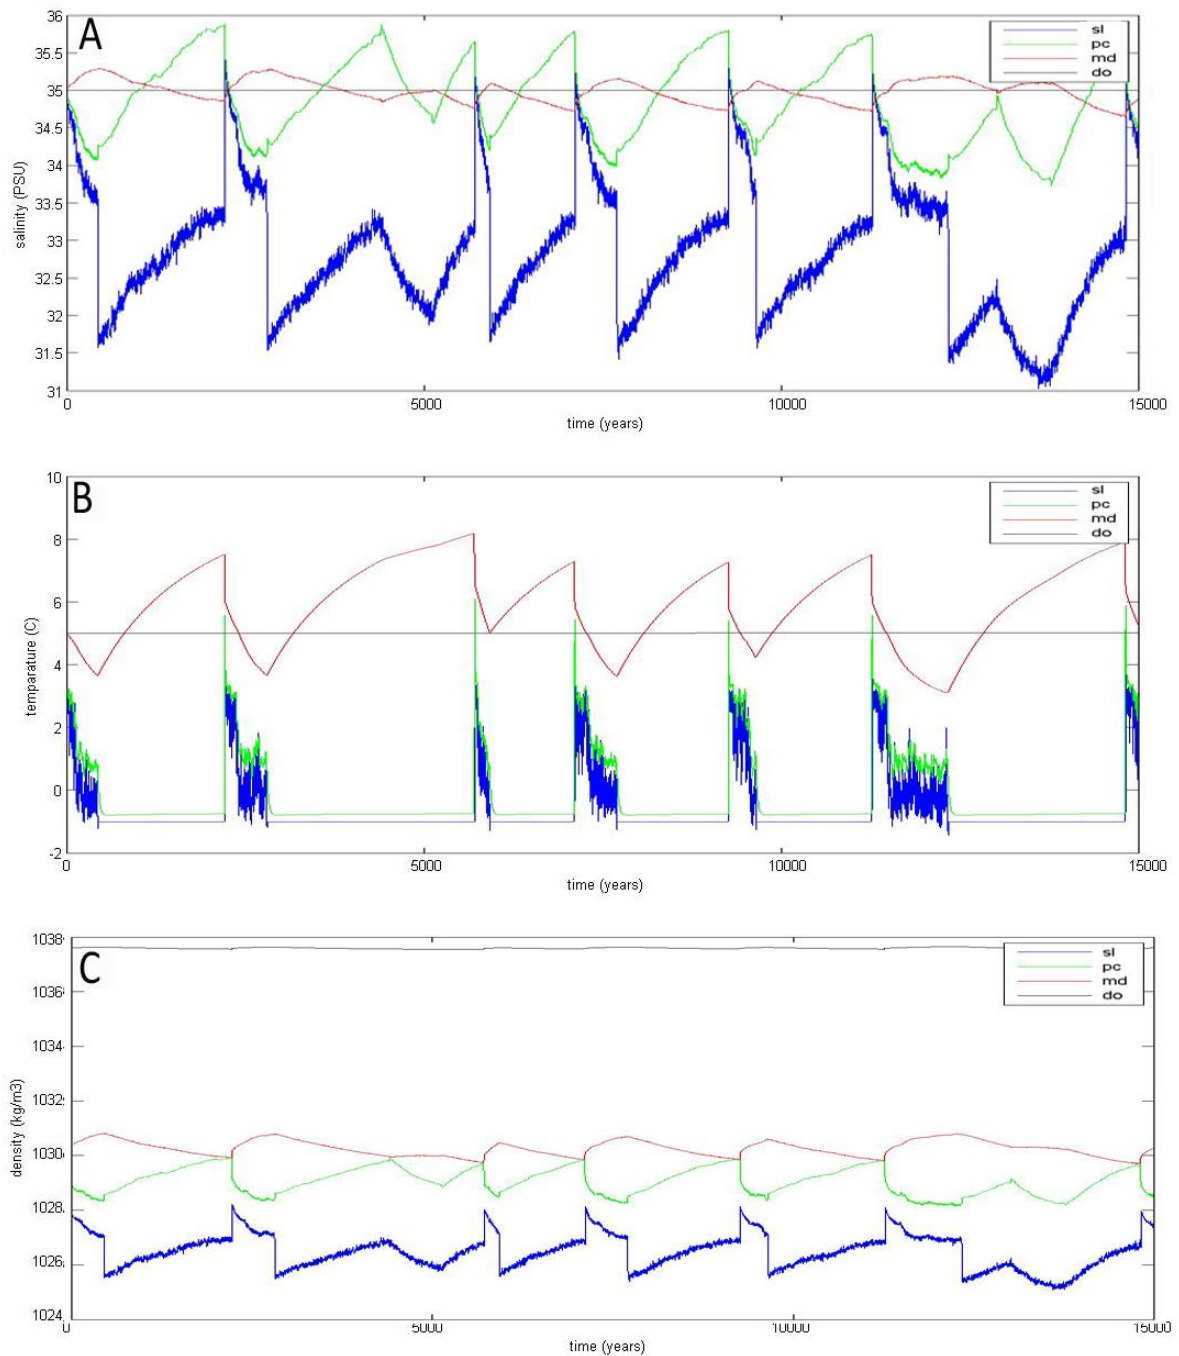 A
36
35.5
35
34.5
34
33.5
33
32.5
32
31.5
31
salinity (PSU)
sl
pc
md
do
0 5000 10000 15000
time (years)
B
10
8
6
4
2
0
-2
temparature (C)
sl
pc
md
do
0 5000 10000 15000
time (years)
C
1038
1036
1034
1032
1030
1028
1026
1024
density (kg/m3)
sl
pc
md
do
0 5000 10000 15000
time (years)